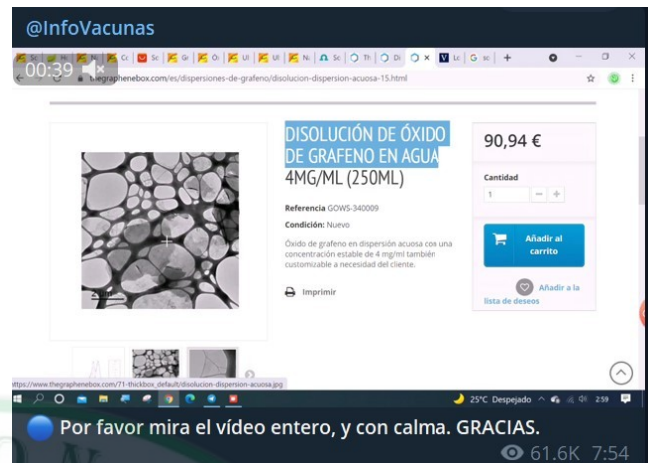 @InfoVacunas
00:39
thegraphenebox.com/es/dispersiones-de-grafeno/disolucion-dispersion-acuosa-15.html
DISOLUCIÓN DE ÓXIDO
DE GRAFENO EN AGUA
4MG/ML (250ML)
Referencia GOWS-340009
Condición: Nuevo
Óxido de grafeno en dispersión acuosa con una
concentración estable de 4 mg/ml también
customizable a necesidad del cliente.
Imprimir
90,94 €
Cantidad
1
Añadir al
carrito
Añadir a la
lista de deseos
https://www.thegraphenebox.com/71-thickbox_default/disolucion-dispersion-acuosa.jpg
25°C Despejado
2:59
Por favor mira el vídeo entero, y con calma. GRACIAS.
61.6K 7:54